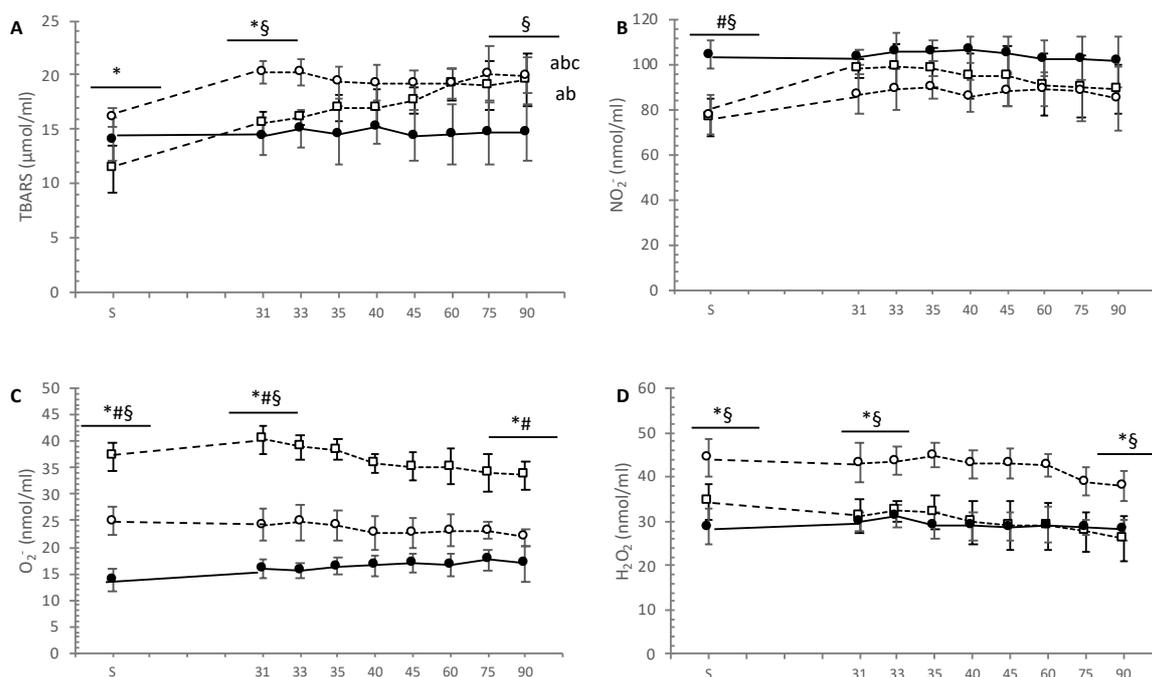 A
TBARS (µmol/ml)
25
20
15
10
5
0
*
*§
§
abc
ab
S 31 33 35 40 45 60 75 90
B
NO₂⁻ (nmol/ml)
120
100
80
60
40
20
0
#§
S 31 33 35 40 45 60 75 90
C
O₂⁻ (nmol/ml)
50
45
40
35
30
25
20
15
10
5
0
*#§
*#§
*#
S 31 33 35 40 45 60 75 90
D
H₂O₂ (nmol/ml)
60
50
40
30
20
10
0
*§
*§
*§
S 31 33 35 40 45 60 75 90